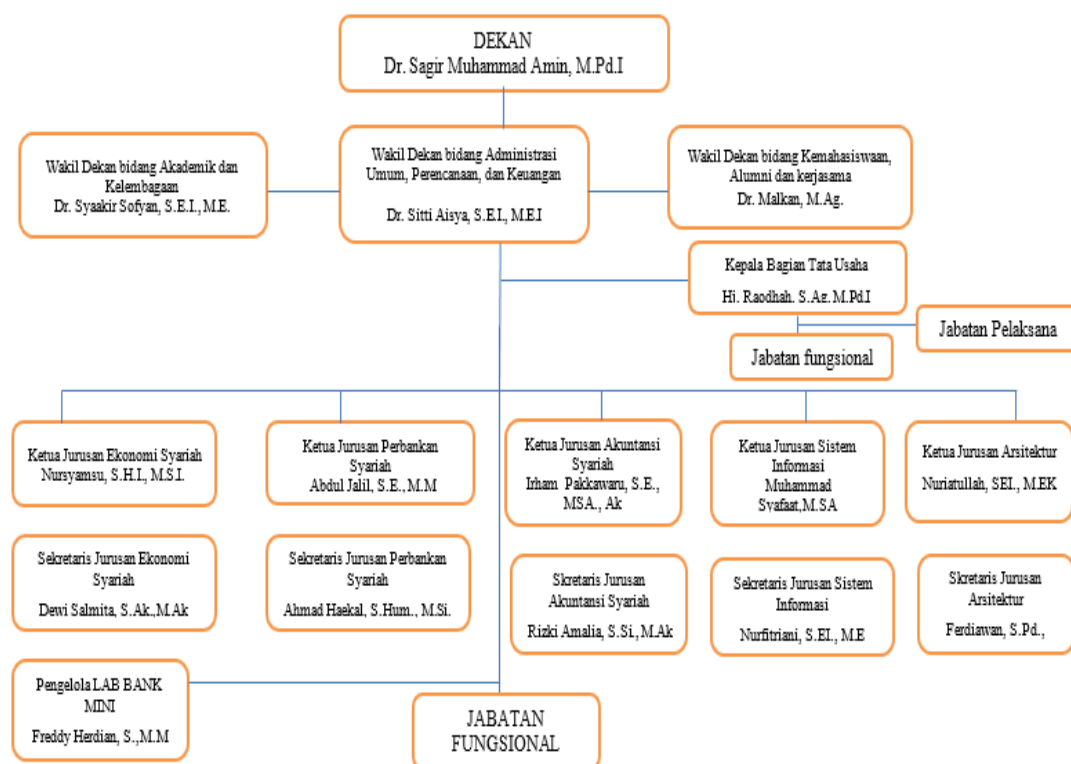 DEKAN
Dr. Sagir Muhammad Amin, M.Pd.I
Wakil Dekan bidang Akademik dan
Kelembagaan
Dr. Syaakir Sofyan, S.E.I., M.E.
Wakil Dekan bidang Administrasi
Umum, Perencanaan, dan Keuangan
Dr. Sitti Aisya, S.E.I., M.E.I
Wakil Dekan bidang Kemahasiswaan,
Alumni dan kerjasama
Dr. Malkan, M.Ag.
Kepala Bagian Tata Usaha
Hj. Raodhah, S.Ag. M.Pd.I
Jabatan Pelaksana
Jabatan fungsional
Ketua Jurusan Ekonomi Syariah
Nursyamsu, S.H.I., M.S.I.
Ketua Jurusan Perbankan
Syariah
Abdul Jalil, S.E., M.M
Ketua Jurusan Akuntansi
Syariah
Irham Pakkawaru, S.E.,
MSA., Ak
Ketua Jurusan Sistem
Informasi
Muhammad
Syafaat,M.SA
Ketua Jurusan Arsitektur
Nuriatullah, SEI., M.EK
Sekretaris Jurusan Ekonomi
Syariah
Dewi Salmita, S.Ak.,M.Ak
Sekretaris Jurusan Perbankan
Syariah
Ahmad Haekal, S.Hum., M.Si.
Skretaris Jurusan
Akuntansi Syariah
Rizki Amalia, S.Si., M.Ak
Sekretaris Jurusan Sistem
Informasi
Nurfitriani, S.EI., M.E
Skretaris Jurusan
Arsitektur
Ferdiawan, S.Pd.,
Pengelola LAB BANK
MINI
Freddy Herdian, S.,M.M
JABATAN
FUNGSIONAL